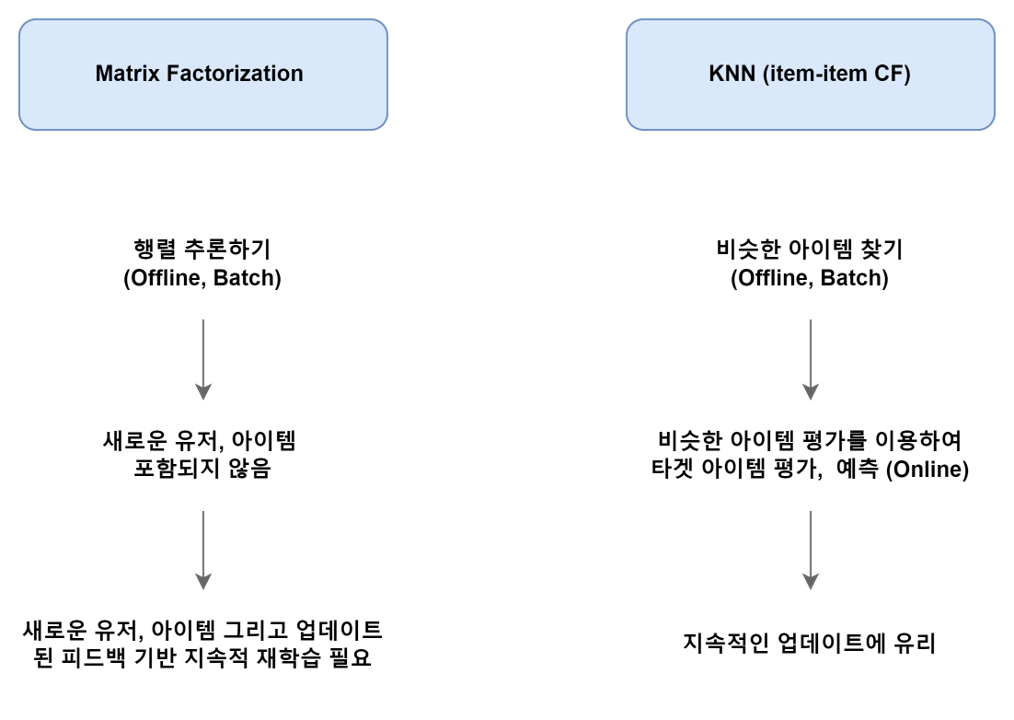 Matrix Factorization
행렬 추론하기
(Offline, Batch)
새로운 유저, 아이템
포함되지 않음
새로운 유저, 아이템 그리고 업데이트
된 피드백 기반 지속적 재학습 필요
KNN (item-item CF)
비슷한 아이템 찾기
(Offline, Batch)
비슷한 아이템 평가를 이용하여
타겟 아이템 평가, 예측 (Online)
지속적인 업데이트에 유리